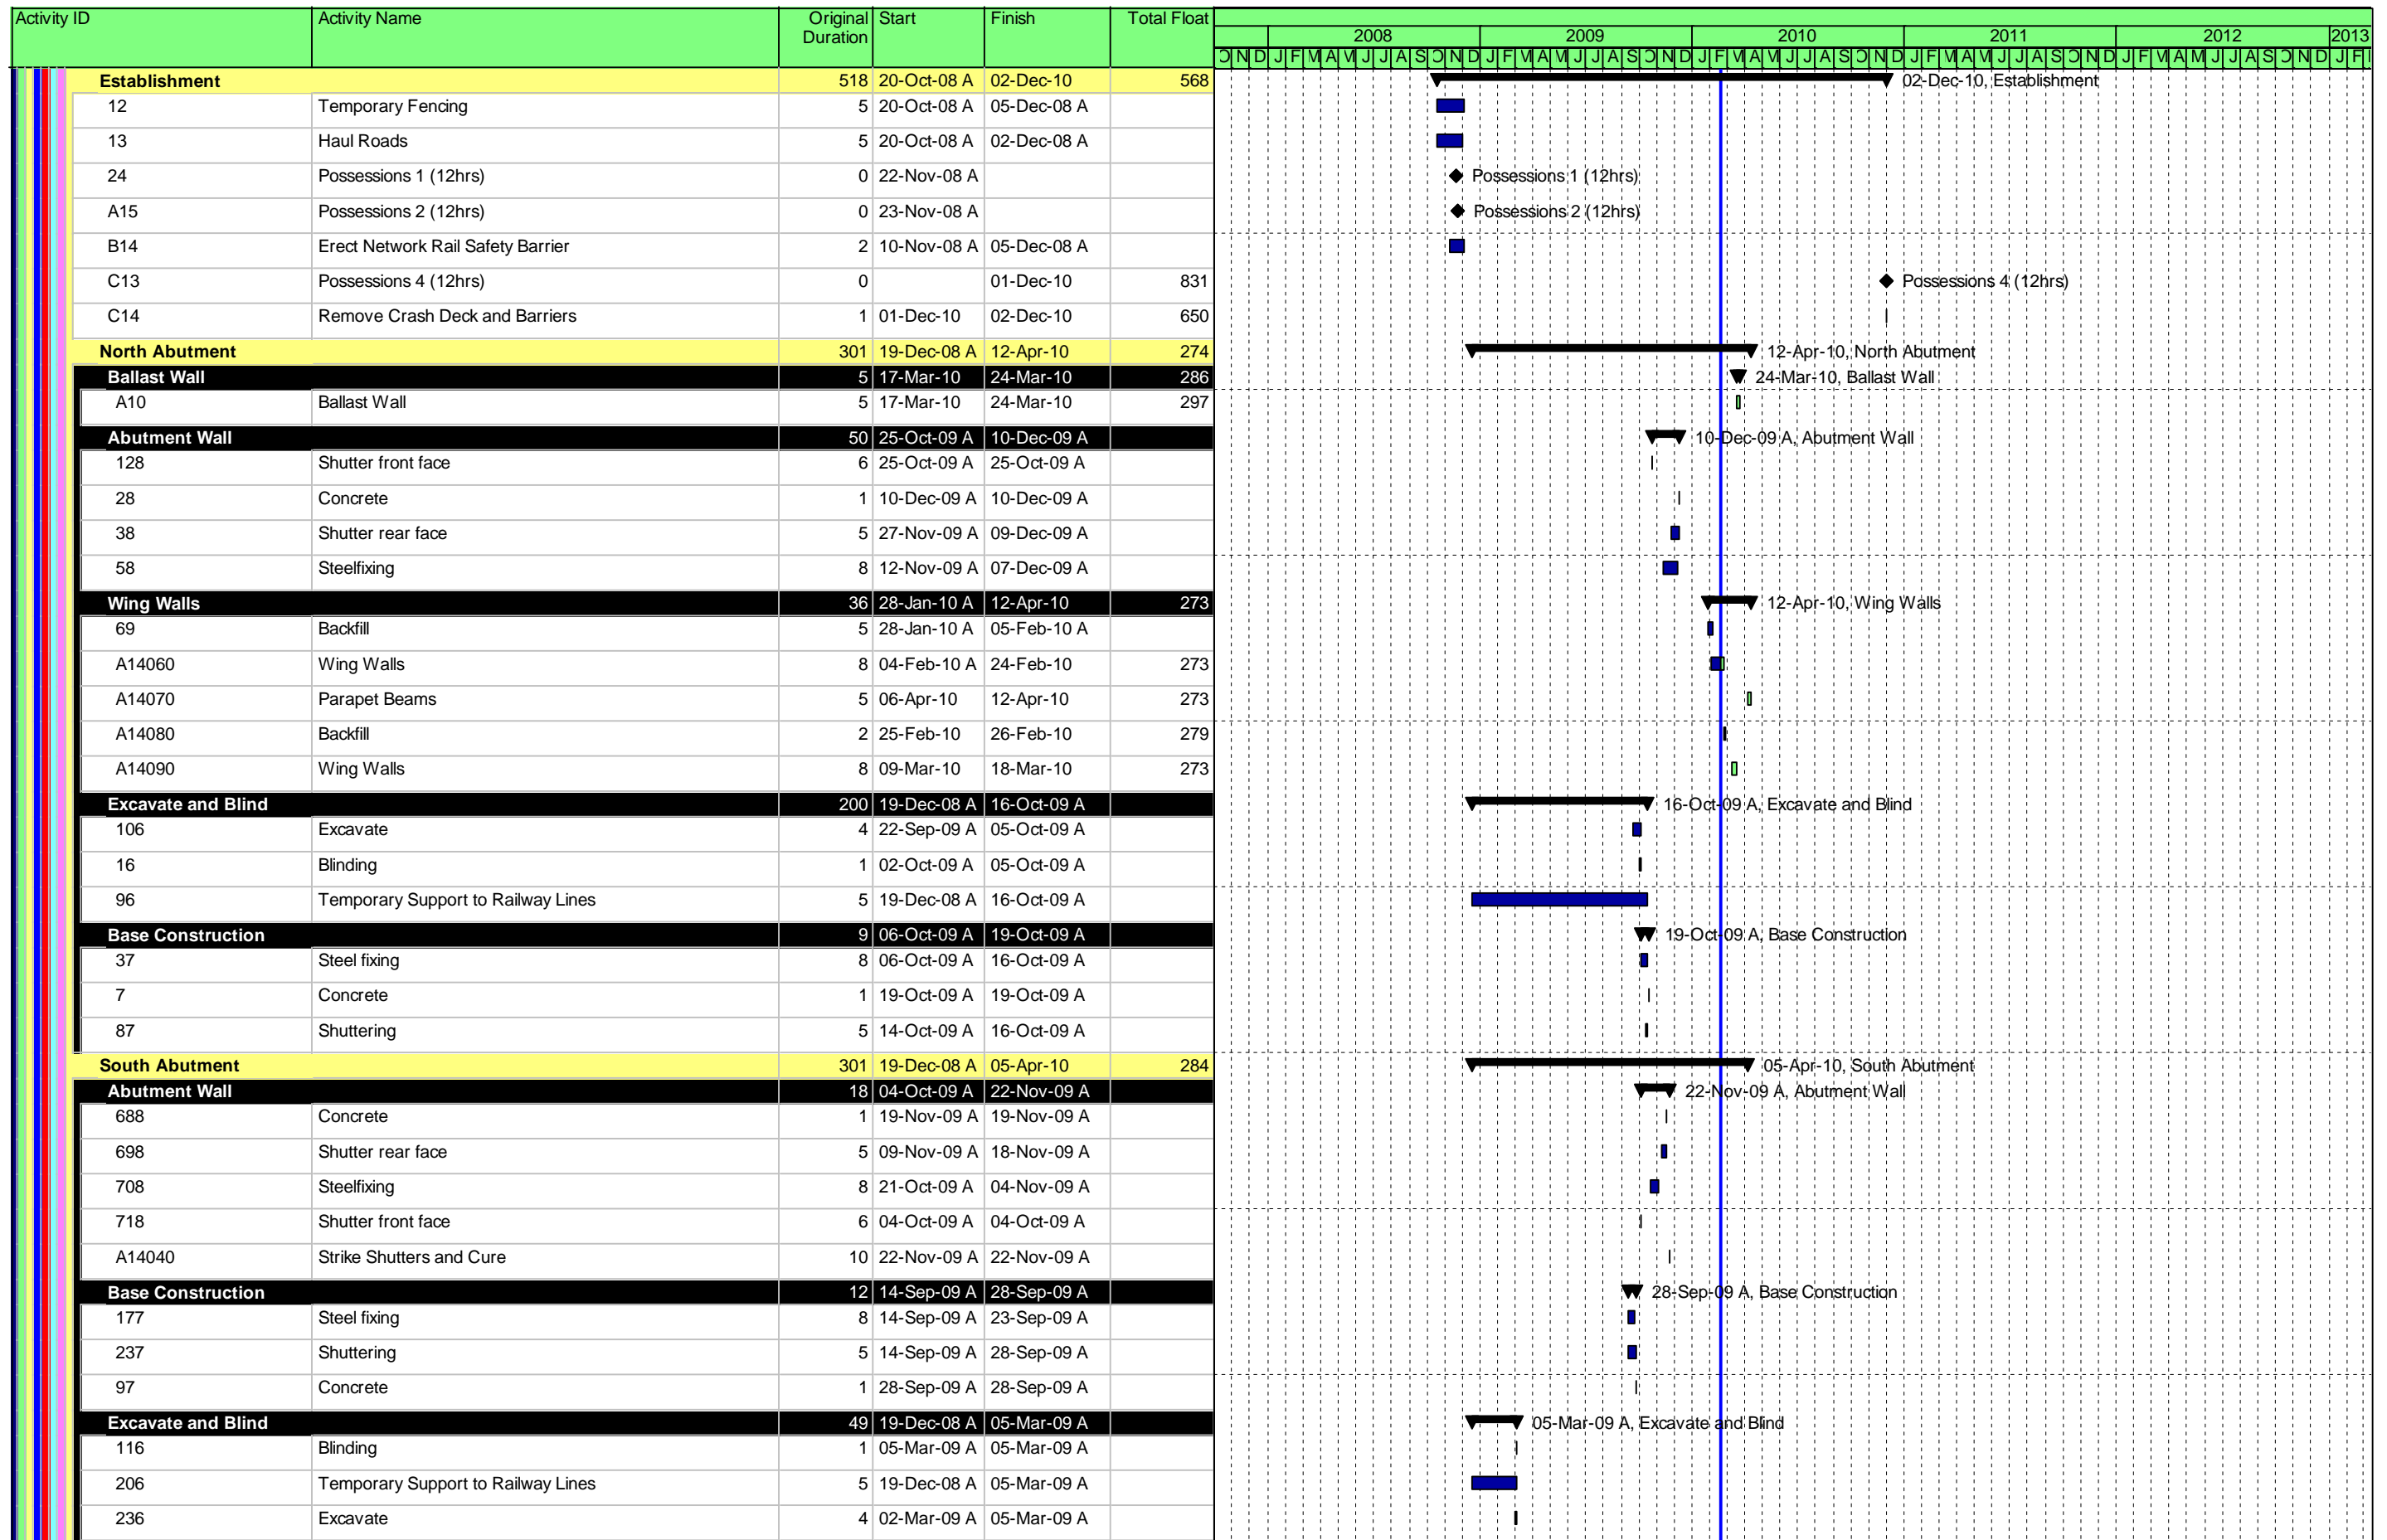 Activity ID Activity Name Original Duration Start Finish Total Float
2008 2009 2010 2011 2012 2013
O N D J F M A M J J A S O N D J F M A M J J A S O N D J F M A M J J A S O N D J F M A M J J A S O N D J F M A M J J A S O N D J F
Establishment 518 20-Oct-08 A 02-Dec-10 568 02-Dec-10, Establishment
12 Temporary Fencing 5 20-Oct-08 A 05-Dec-08 A
13 Haul Roads 5 20-Oct-08 A 02-Dec-08 A
24 Possessions 1 (12hrs) 0 22-Nov-08 A Possessions 1 (12hrs)
A15 Possessions 2 (12hrs) 0 23-Nov-08 A Possessions 2 (12hrs)
B14 Erect Network Rail Safety Barrier 2 10-Nov-08 A 05-Dec-08 A
C13 Possessions 4 (12hrs) 0 01-Dec-10 831 Possessions 4 (12hrs)
C14 Remove Crash Deck and Barriers 1 01-Dec-10 02-Dec-10 650
North Abutment 301 19-Dec-08 A 12-Apr-10 274 12-Apr-10, North Abutment
Ballast Wall 5 17-Mar-10 24-Mar-10 286 24-Mar-10, Ballast Wall
A10 Ballast Wall 5 17-Mar-10 24-Mar-10 297
Abutment Wall 50 25-Oct-09 A 10-Dec-09 A 10-Dec-09 A, Abutment Wall
128 Shutter front face 6 25-Oct-09 A 25-Oct-09 A
28 Concrete 1 10-Dec-09 A 10-Dec-09 A
38 Shutter rear face 5 27-Nov-09 A 09-Dec-09 A
58 Steelfixing 8 12-Nov-09 A 07-Dec-09 A
Wing Walls 36 28-Jan-10 A 12-Apr-10 273 12-Apr-10, Wing Walls
69 Backfill 5 28-Jan-10 A 05-Feb-10 A
A14060 Wing Walls 8 04-Feb-10 A 24-Feb-10 273
A14070 Parapet Beams 5 06-Apr-10 12-Apr-10 273
A14080 Backfill 2 25-Feb-10 26-Feb-10 279
A14090 Wing Walls 8 09-Mar-10 18-Mar-10 273
Excavate and Blind 200 19-Dec-08 A 16-Oct-09 A 16-Oct-09 A, Excavate and Blind
106 Excavate 4 22-Sep-09 A 05-Oct-09 A
16 Blinding 1 02-Oct-09 A 05-Oct-09 A
96 Temporary Support to Railway Lines 5 19-Dec-08 A 16-Oct-09 A
Base Construction 9 06-Oct-09 A 19-Oct-09 A 19-Oct-09 A, Base Construction
37 Steel fixing 8 06-Oct-09 A 16-Oct-09 A
7 Concrete 1 19-Oct-09 A 19-Oct-09 A
87 Shuttering 5 14-Oct-09 A 16-Oct-09 A
South Abutment 301 19-Dec-08 A 05-Apr-10 284 05-Apr-10, South Abutment
Abutment Wall 18 04-Oct-09 A 22-Nov-09 A 22-Nov-09 A, Abutment Wall
688 Concrete 1 19-Nov-09 A 19-Nov-09 A
698 Shutter rear face 5 09-Nov-09 A 18-Nov-09 A
708 Steelfixing 8 21-Oct-09 A 04-Nov-09 A
718 Shutter front face 6 04-Oct-09 A 04-Oct-09 A
A14040 Strike Shutters and Cure 10 22-Nov-09 A 22-Nov-09 A
Base Construction 12 14-Sep-09 A 28-Sep-09 A 28-Sep-09 A, Base Construction
177 Steel fixing 8 14-Sep-09 A 23-Sep-09 A
237 Shuttering 5 14-Sep-09 A 28-Sep-09 A
97 Concrete 1 28-Sep-09 A 28-Sep-09 A
Excavate and Blind 49 19-Dec-08 A 05-Mar-09 A 05-Mar-09 A, Excavate and Blind
116 Blinding 1 05-Mar-09 A 05-Mar-09 A
206 Temporary Support to Railway Lines 5 19-Dec-08 A 05-Mar-09 A
236 Excavate 4 02-Mar-09 A 05-Mar-09 A